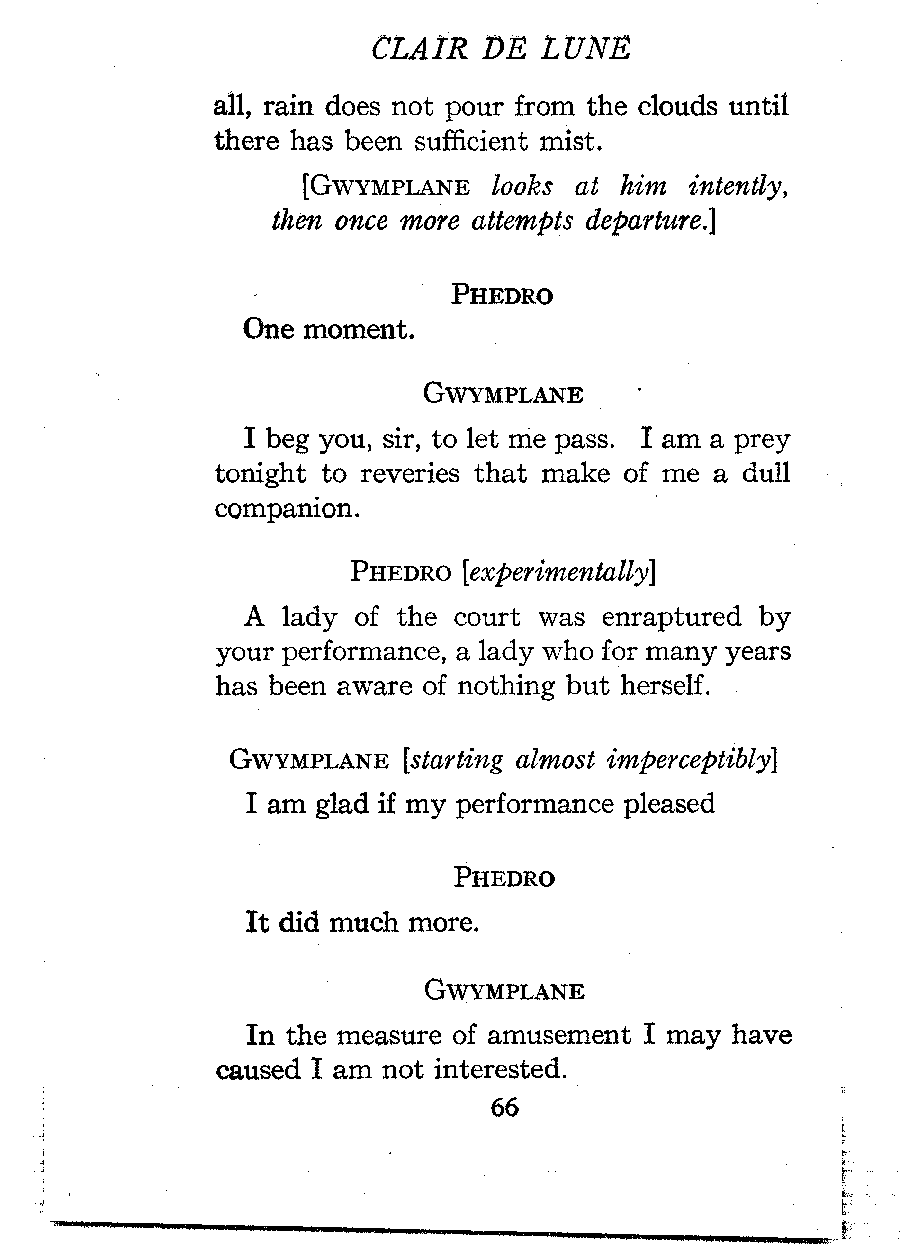 CLAIR DE LUNE
all, rain does not pour from the clouds until
there has been sufficient mist.
[GWYMPLANE looks at him intently,
then once more attempts departure.]
PHEDRO
One moment.
GWYMPLANE
I beg you, sir, to let me pass. I am a prey
tonight to reveries that make of me a dull
companion.
PHEDRO [experimentally]
A lady of the court was enraptured by
your performance, a lady who for many years
has been aware of nothing but herself.
GWYMPLANE [starting almost imperceptibly]
I am glad if my performance pleased
PHEDRO
It did much more.
GWYMPLANE
In the measure of amusement I may have
caused I am not interested.
66